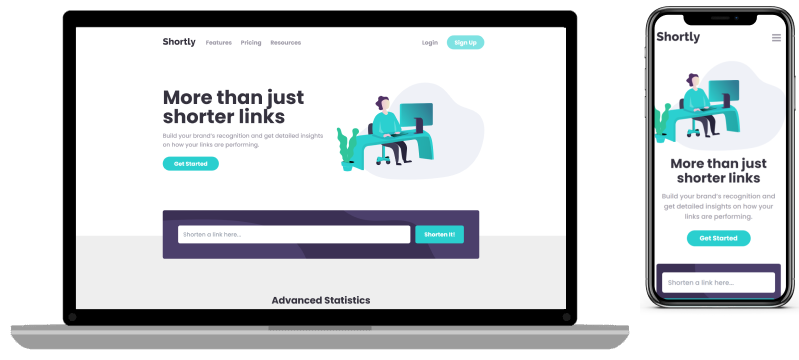 Shortly Features Pricing Resources Login Sign Up
More than just
shorter links
Build your brand's recognition and get detailed insights
on how your links are performing.
Get Started
Shorten a link here...
Shorten It!
Advanced Statistics
Shortly
More than just
shorter links
Build your brand's recognition and
get detailed insights on how your
links are performing.
Get Started
Shorten a link here...